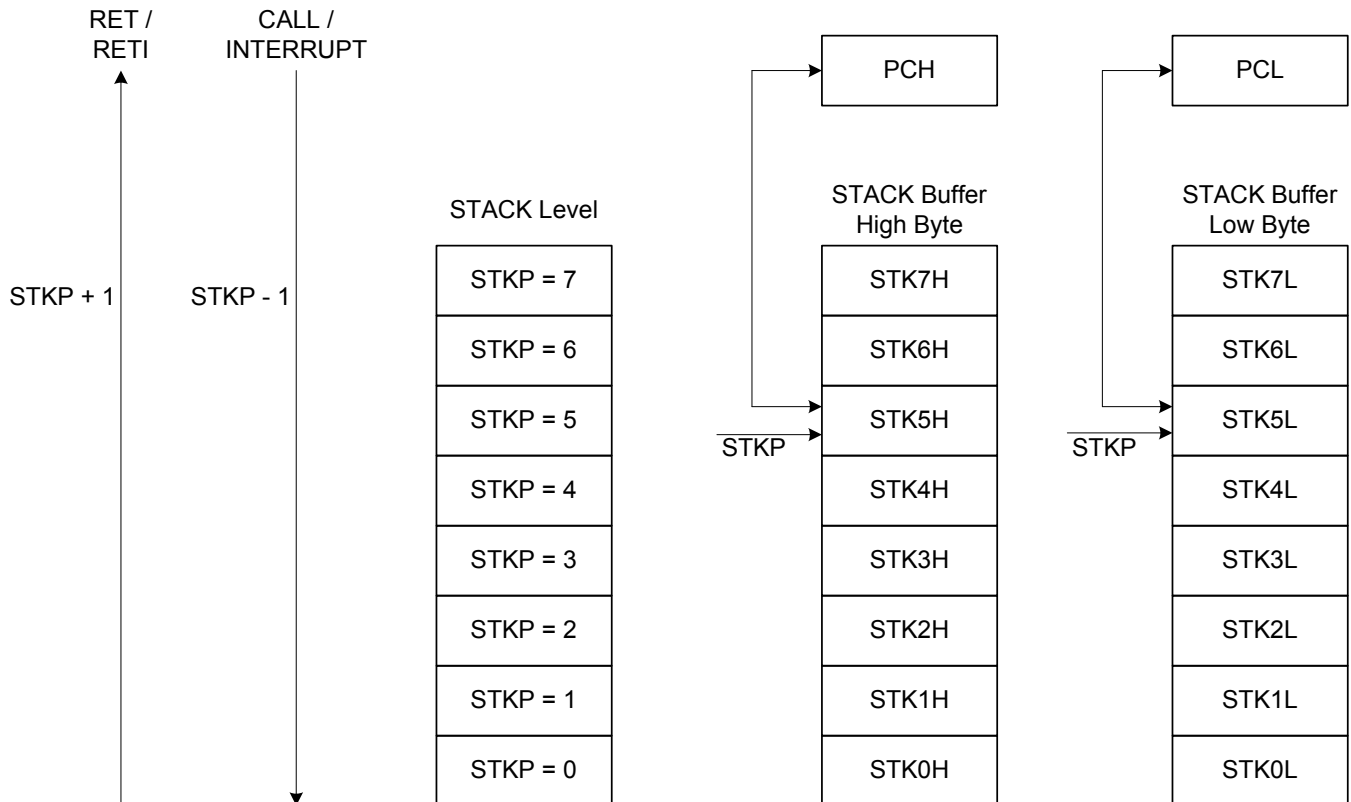 RET /
RETI
CALL /
INTERRUPT
PCH
PCL
STKP + 1
STKP - 1
STACK Level
STKP = 7
STKP = 6
STKP = 5
STKP = 4
STKP = 3
STKP = 2
STKP = 1
STKP = 0
STACK Buffer
High Byte
STK7H
STK6H
STK5H
STK4H
STK3H
STK2H
STK1H
STK0H
STKP
STACK Buffer
Low Byte
STK7L
STK6L
STK5L
STK4L
STK3L
STK2L
STK1L
STK0L
STKP